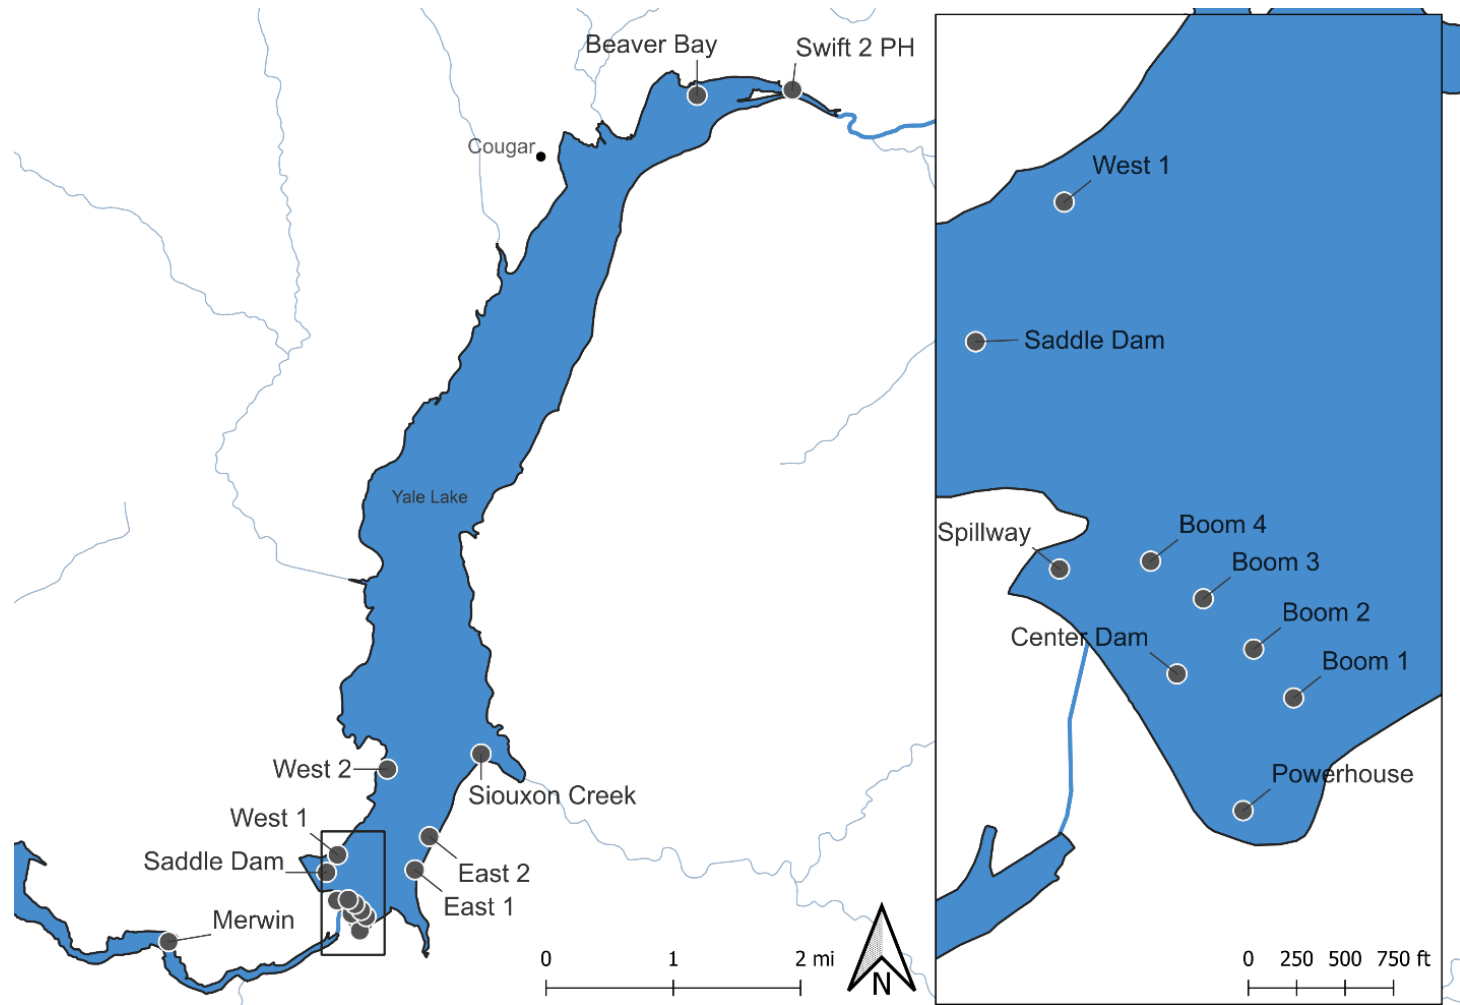 Beaver Bay
Swift 2 PH
Cougar
Yale Lake
West 2
Siouxon Creek
West 1
Saddle Dam
East 2
East 1
Merwin
0 1 2 mi
N
West 1
Saddle Dam
Spillway
Boom 4
Boom 3
Boom 2
Center Dam
Boom 1
Powerhouse
0 250 500 750 ft